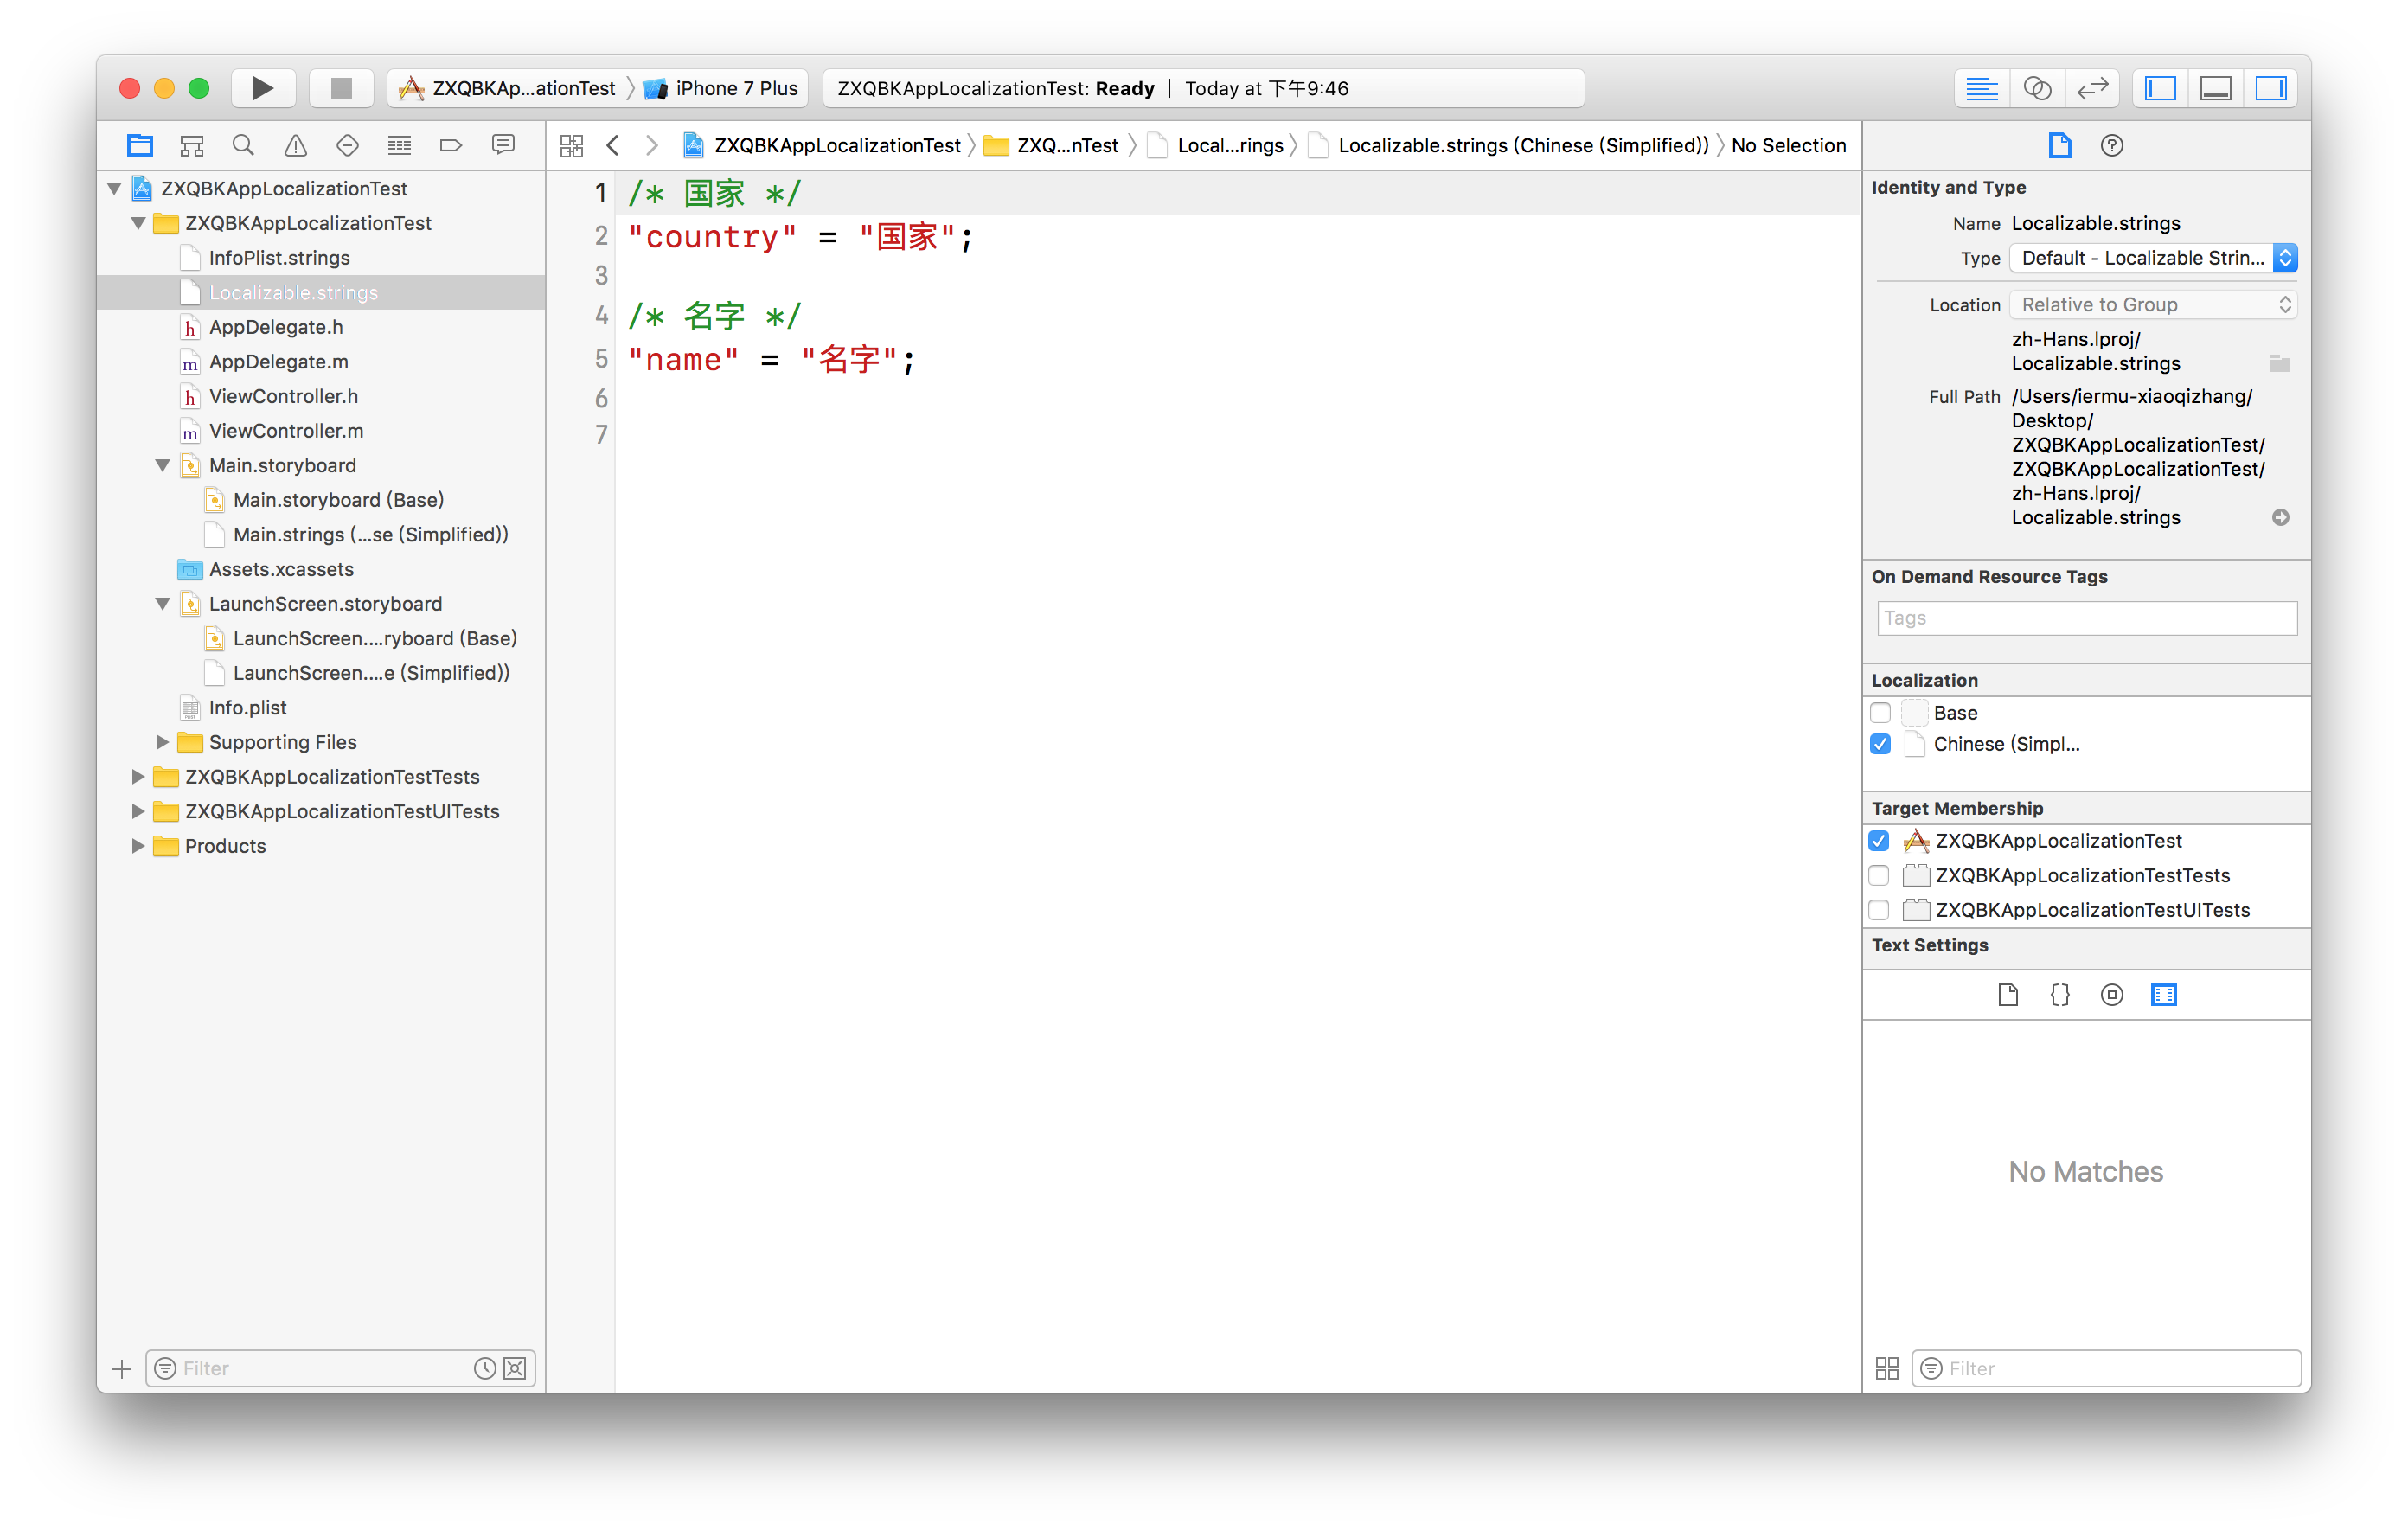 ZXQBKAp...ationTest
iPhone 7 Plus
ZXQBKAppLocalizationTest: Ready | Today at 下午9:46
ZXQBKAppLocalizationTest
ZXQ...nTest
Local...rings
Localizable.strings (Chinese (Simplified))
No Selection
ZXQBKAppLocalizationTest
ZXQBKAppLocalizationTest
InfoPlist.strings
Localizable.strings
h AppDelegate.h
m AppDelegate.m
h ViewController.h
m ViewController.m
Main.storyboard
Main.storyboard (Base)
Main.strings (...se (Simplified))
Assets.xcassets
LaunchScreen.storyboard
LaunchScreen....ryboard (Base)
LaunchScreen....e (Simplified))
Info.plist
Supporting Files
ZXQBKAppLocalizationTestTests
ZXQBKAppLocalizationTestUITests
Products
Filter
1 /* 国家 */
2 "country" = "国家";
3
4 /* 名字 */
5 "name" = "名字";
6
7
Identity and Type
Name Localizable.strings
Type Default - Localizable Strin...
Location Relative to Group
zh-Hans.lproj/
Localizable.strings
Full Path /Users/iermu-xiaoqizhang/
Desktop/
ZXQBKAppLocalizationTest/
ZXQBKAppLocalizationTest/
zh-Hans.lproj/
Localizable.strings
On Demand Resource Tags
Tags
Localization
Base
Chinese (Simpl...
Target Membership
ZXQBKAppLocalizationTest
ZXQBKAppLocalizationTestTests
ZXQBKAppLocalizationTestUITests
Text Settings
No Matches
Filter